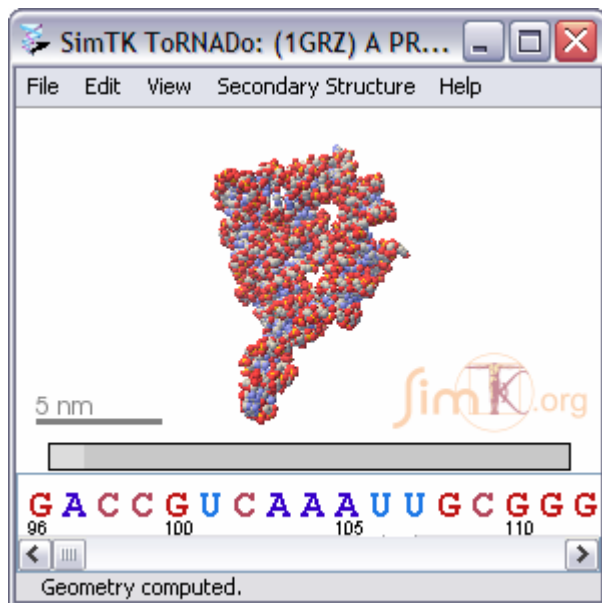 SimTK ToRNADo: (1GRZ) A PR...
File Edit View Secondary Structure Help
5 nm
SimTK.org
G A C C G U C A A A U U G C G G G
96 100 105 110
Geometry computed.